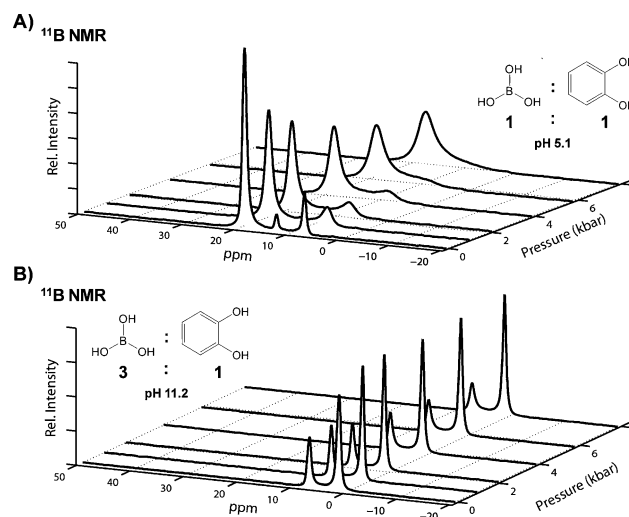 A)
11B NMR
Rel. Intensity
OH
HO B OH
: OH
OH
1 : 1
pH 5.1
50 40 30 20 10 0 −10 −20
ppm
0 2 4 6
Pressure (kbar)
B)
11B NMR
Rel. Intensity
OH
HO B OH
: OH
OH
3 : 1
pH 11.2
50 40 30 20 10 0 −10 −20
ppm
0 2 4 6
Pressure (kbar)